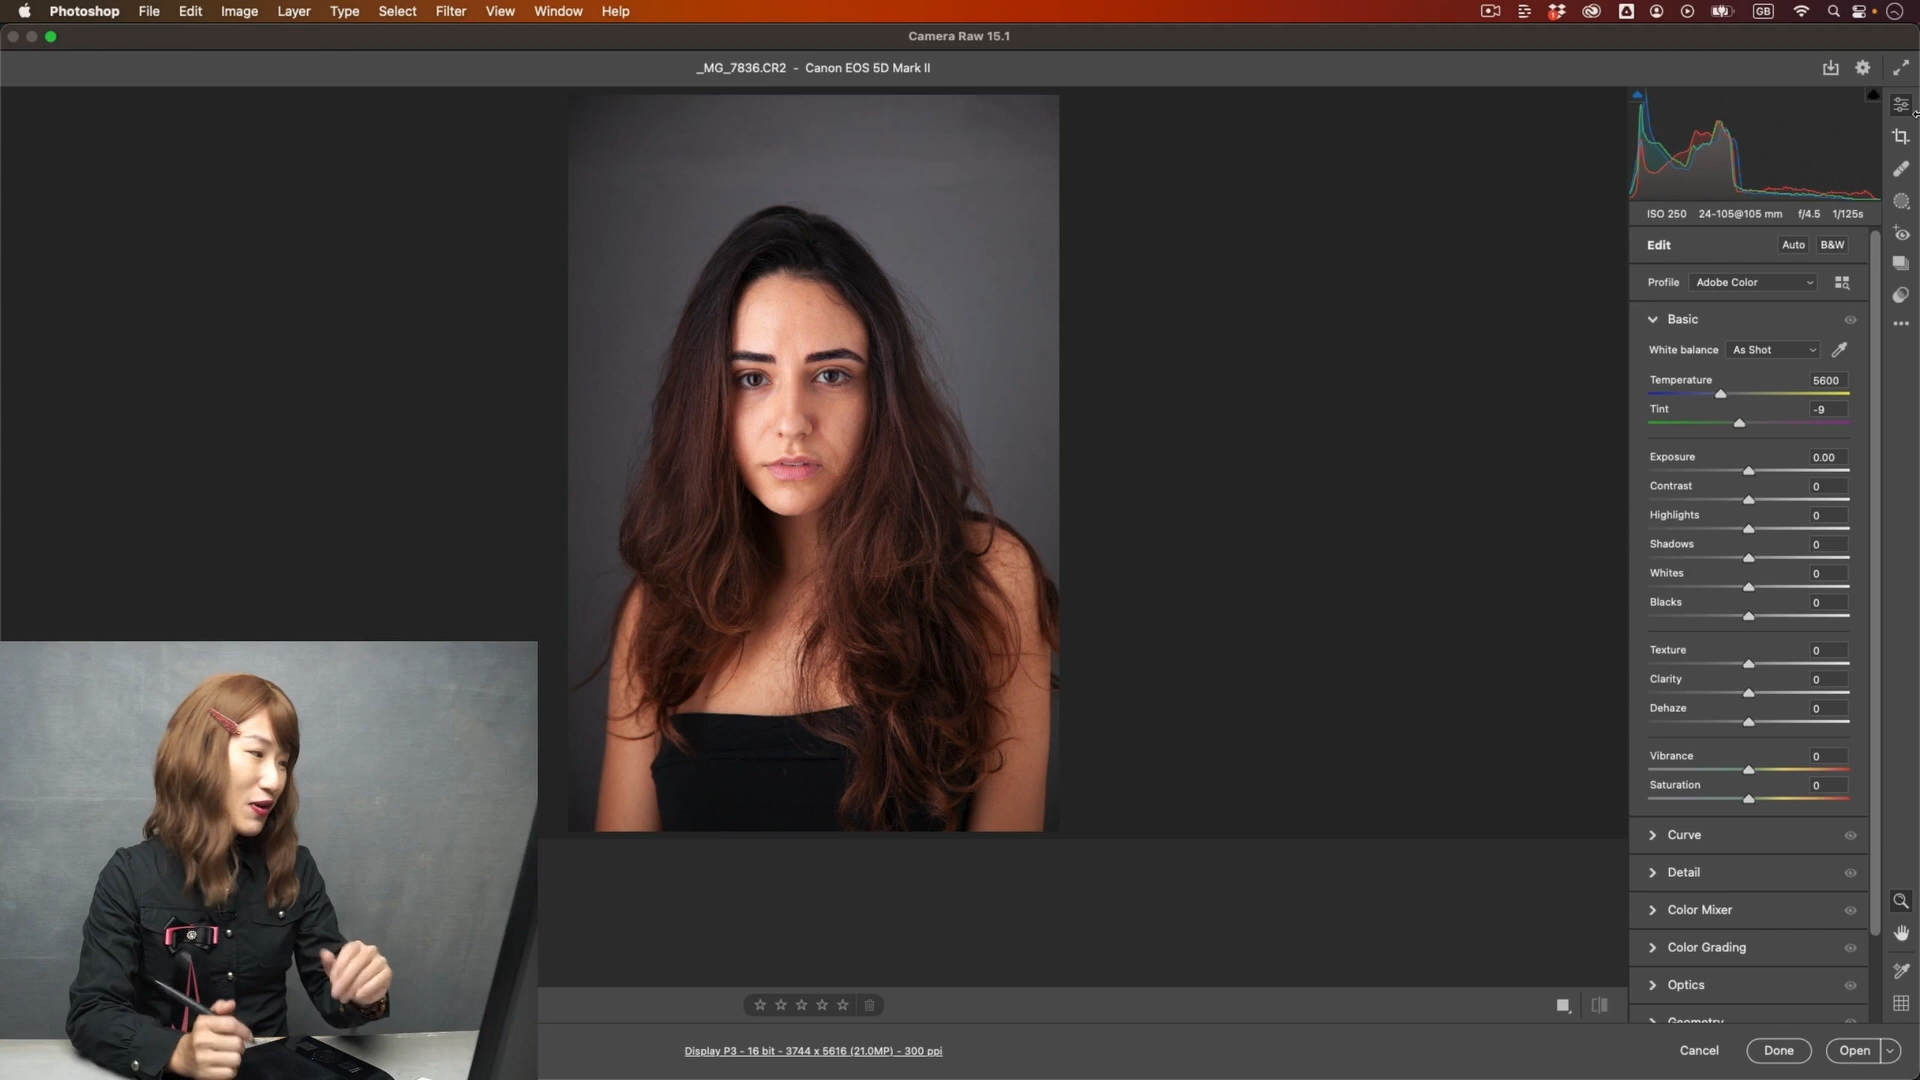 Photoshop File Edit Image Layer Type Select Filter View Window Help GB
Camera Raw 15.1
_MG_7836.CR2 - Canon EOS 5D Mark II
ISO 250 24-105@105 mm f/4.5 1/125s
Edit Auto B&W
Profile Adobe Color
Basic
White balance As Shot
Temperature 5600
Tint -9
Exposure 0.00
Contrast 0
Highlights 0
Shadows 0
Whites 0
Blacks 0
Texture 0
Clarity 0
Dehaze 0
Vibrance 0
Saturation 0
Curve
Detail
Color Mixer
Color Grading
Optics
Geometry
Display P3 - 16 bit - 3744 x 5616 (21.0MP) - 300 ppi
Cancel Done Open